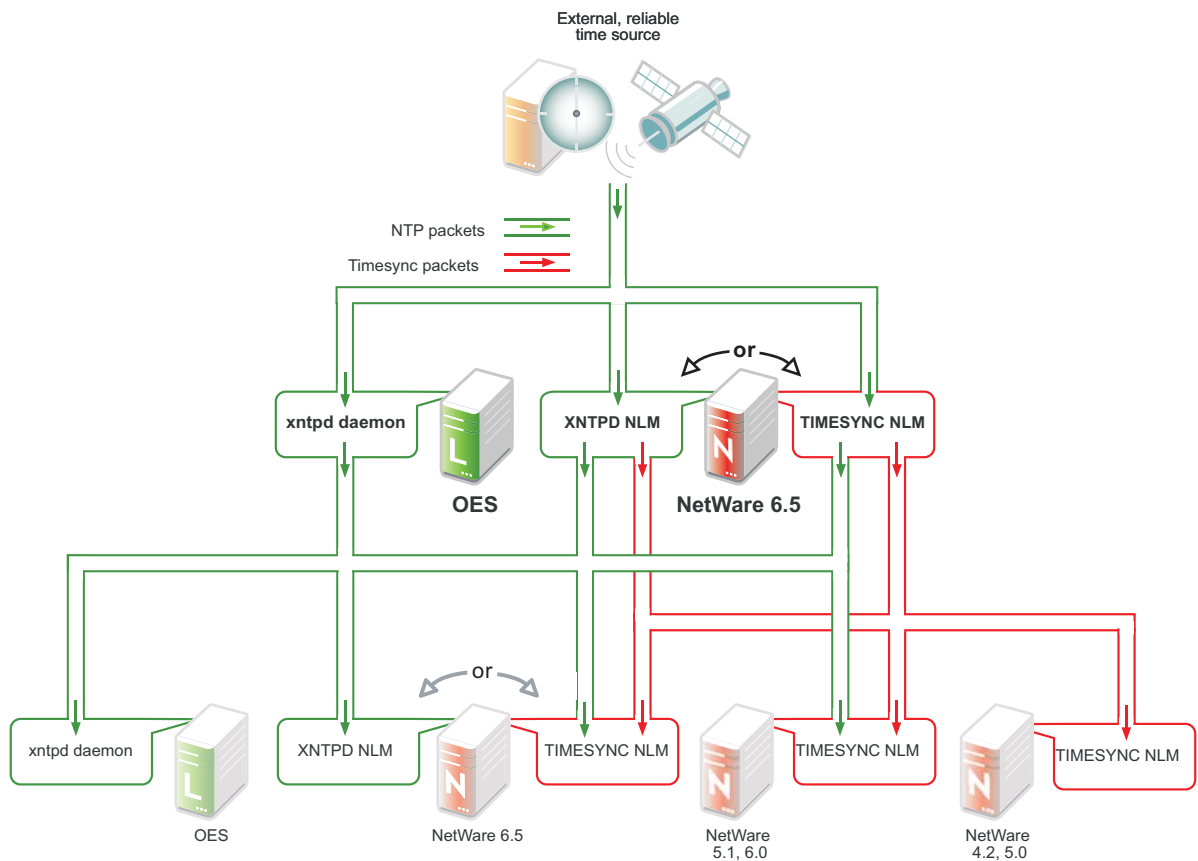 External, reliable
time source
NTP packets
Timesync packets
or
xntpd daemon
XNTPD NLM
TIMESYNC NLM
L
N
OES
NetWare 6.5
or
xntpd daemon
XNTPD NLM
TIMESYNC NLM
TIMESYNC NLM
TIMESYNC NLM
L
N
N
N
OES
NetWare 6.5
NetWare
5.1, 6.0
NetWare
4.2, 5.0